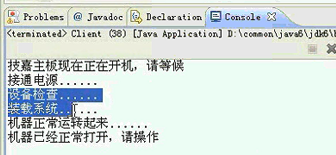 Problems @ Javadoc Declaration Console
<terminated> Client (38) [Java Application] D:\common\java6\jdk6\b
技嘉主板现在正在开机，请等候
接通电源......
设备检查......
装载系统......
机器正常运转起来......
机器已经正常打开，请操作